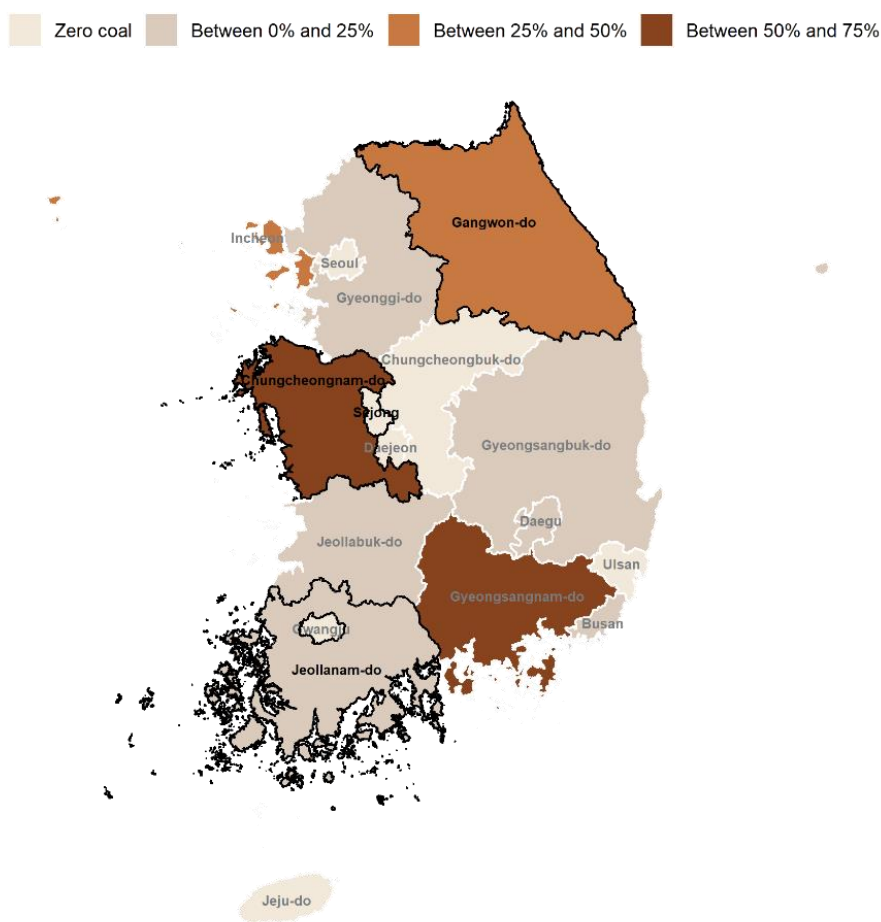 Zero coal Between 0% and 25% Between 25% and 50% Between 50% and 75%
Gangwon-do
Incheon
Seoul
Gyeonggi-do
Chungcheongbuk-do
Chungcheongnam-do
Sejong
Gyeongsangbuk-do
Daejeon
Daegu
Jeollabuk-do
Ulsan
Gyeongsangnam-do
Busan
Gwangju
Jeollanam-do
Jeju-do